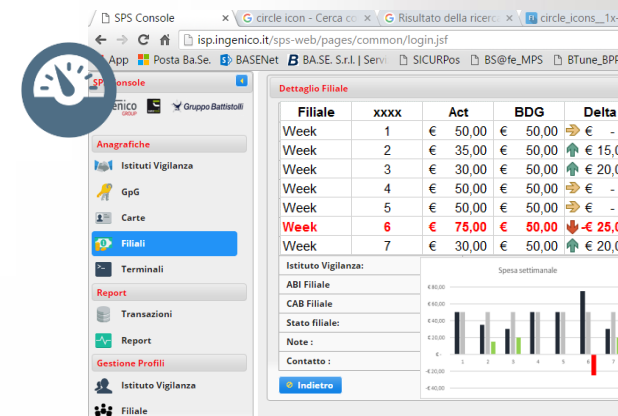 SPS Console
circle icon - Cerca co
Risultato della ricerc
circle_icons__1x-
isp.ingenico.it/sps-web/pages/common/login.jsf
App Posta Ba.Se. BASENet BA.SE. S.r.l. | Servi SICURPos BS@fe_MPS BTune_BPP
SPS Console
Dettaglio Filiale
ingenico GROUP Gruppo Battistolli
Filiale xxxx Act BDG Delta
Week 1 € 50,00 € 50,00 € -
Week 2 € 35,00 € 50,00 € 15,0
Week 3 € 30,00 € 50,00 € 20,0
Week 4 € 50,00 € 50,00 € -
Week 5 € 50,00 € 50,00 € -
Week 6 € 75,00 € 50,00 -€ 25,0
Week 7 € 30,00 € 50,00 € 20,0
Anagrafiche
Istituti Vigilanza
GpG
Carte
Filiali
Terminali
Report
Transazioni
Report
Gestione Profili
Istituto Vigilanza
Filiale
Istituto Vigilanza:
ABI Filiale
CAB Filiale
Stato filiale:
Note :
Contatto :
Indietro
Spesa settimanale
€ 80,00
€ 60,00
€ 40,00
€ 20,00
€ -
-€ 20,00
-€ 40,00
1 2 3 4 5 6 7